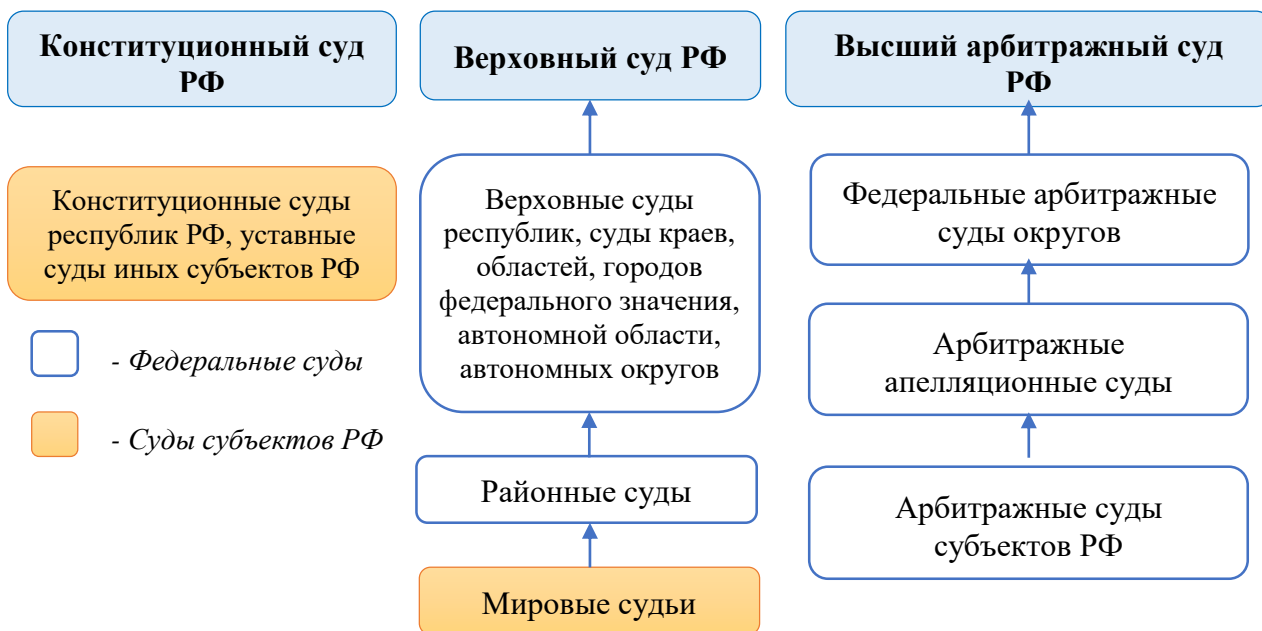 Конституционный суд
РФ
Конституционные суды
республик РФ, уставные
суды иных субъектов РФ
- Федеральные суды
- Суды субъектов РФ
Верховный суд РФ
Верховные суды
республик, суды краев,
областей, городов
федерального значения,
автономной области,
автономных округов
Районные суды
Мировые судьи
Высший арбитражный суд
РФ
Федеральные арбитражные
суды округов
Арбитражные
апелляционные суды
Арбитражные суды
субъектов РФ